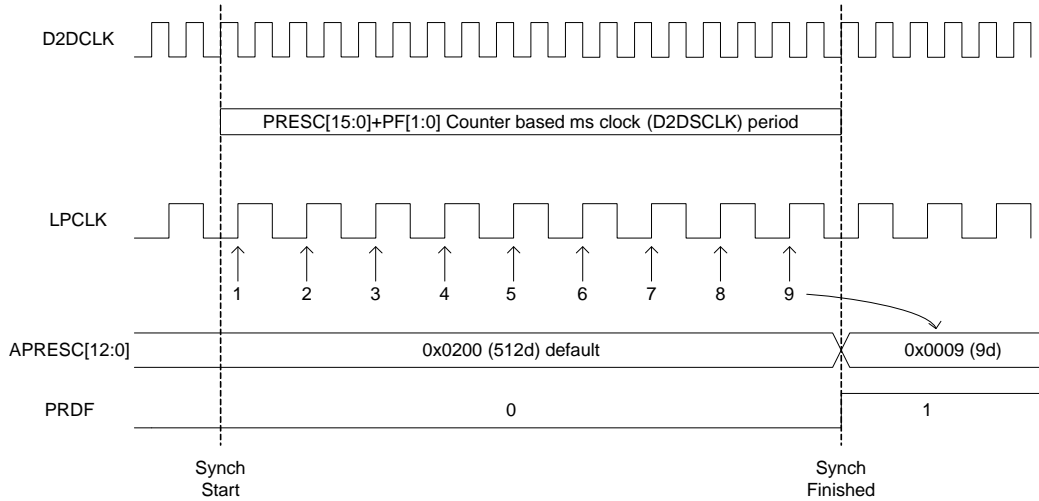 D2DCLK
PRESC[15:0]+PF[1:0] Counter based ms clock (D2DSCLK) period
LPCLK
1 2 3 4 5 6 7 8 9
APRESC[12:0] 0x0200 (512d) default 0x0009 (9d)
PRDF 0 1
Synch Start
Synch Finished